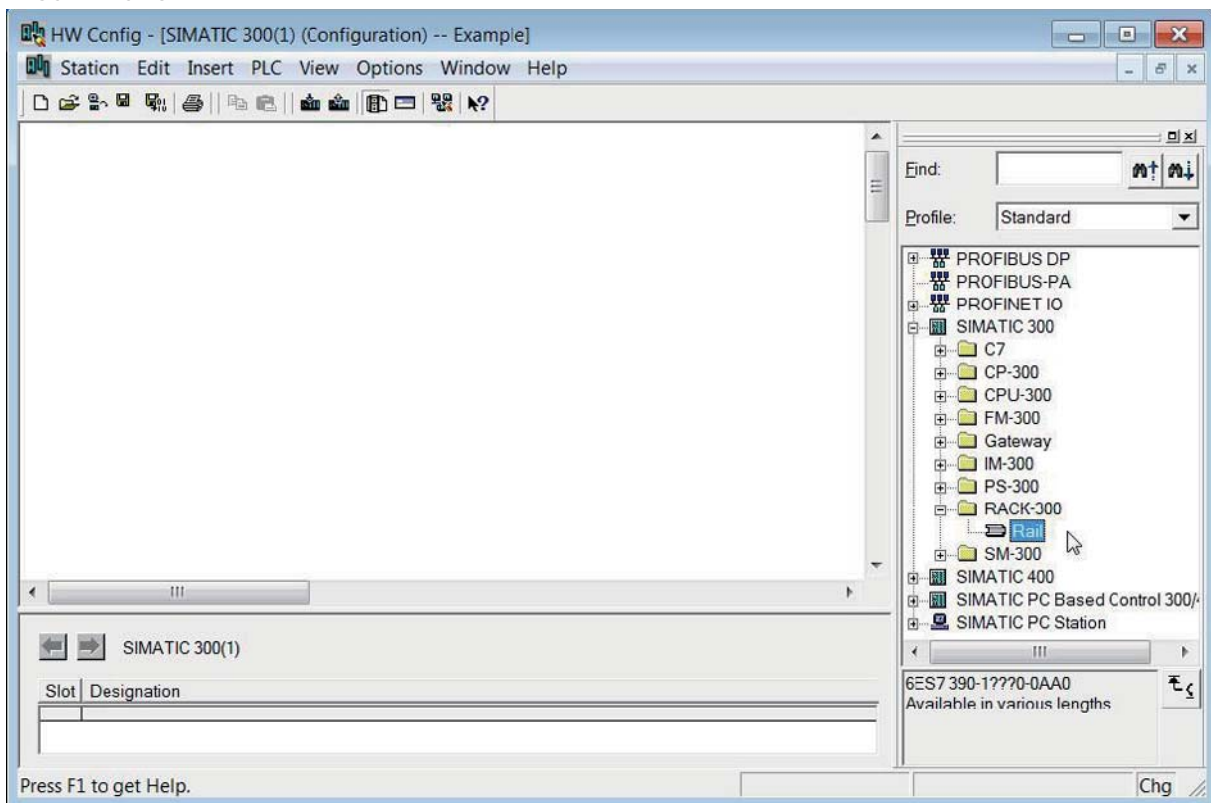 HW Config - [SIMATIC 300(1) (Configuration) -- Example]
Station Edit Insert PLC View Options Window Help
Find:
Profile: Standard
PROFIBUS DP
PROFIBUS-PA
PROFINET IO
SIMATIC 300
C7
CP-300
CPU-300
FM-300
Gateway
IM-300
PS-300
RACK-300
Rail
SM-300
SIMATIC 400
SIMATIC PC Based Control 300/4
SIMATIC PC Station
SIMATIC 300(1)
Slot Designation
6ES7 390-1???0-0AA0
Available in various lengths
Press F1 to get Help.
Chg